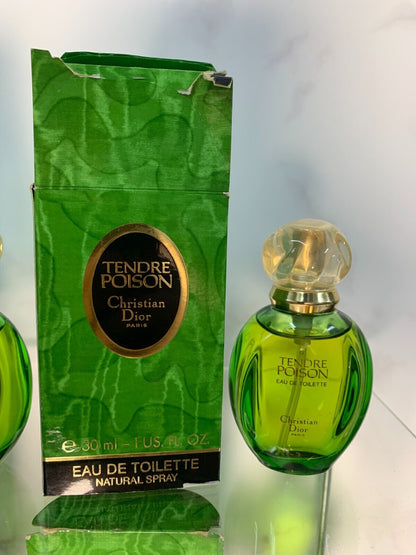 TENDRE
POISON
Christian
Dior
PARIS
℮ 30 ml – 1 US. FL. OZ.
EAU DE TOILETTE
NATURAL SPRAY
TENDRE
POISON
EAU DE TOILETTE
Christian
Dior
PARIS